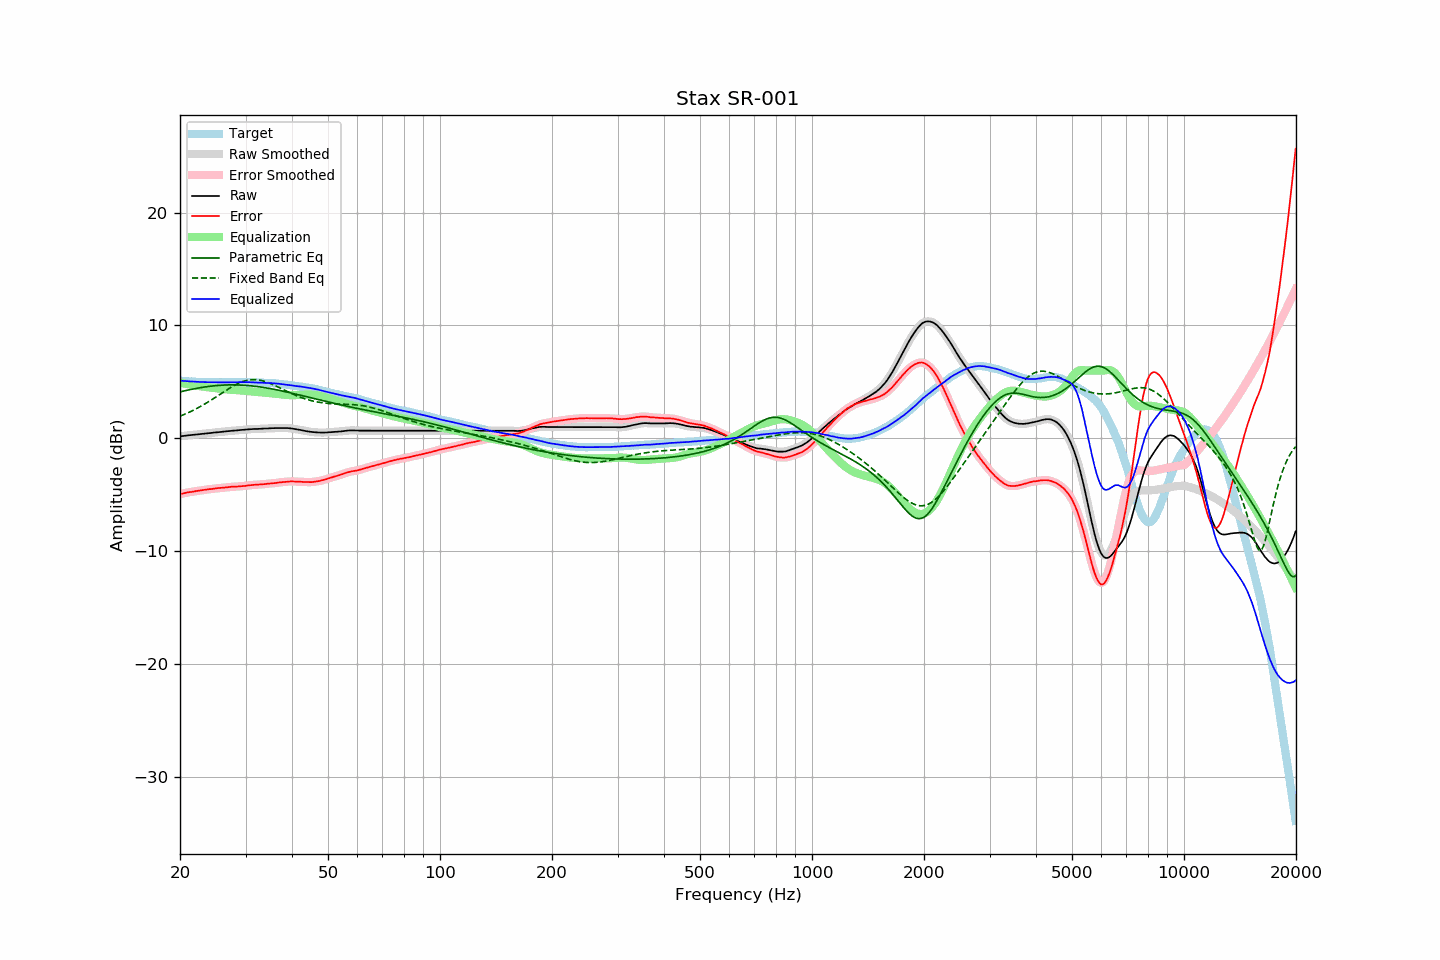 Stax SR-001
Target
Raw Smoothed
Error Smoothed
Raw
Error
Equalization
Parametric Eq
Fixed Band Eq
Equalized
Amplitude (dBr)
20
10
0
−10
−20
−30
20 50 100 200 500 1000 2000 5000 10000 20000
Frequency (Hz)